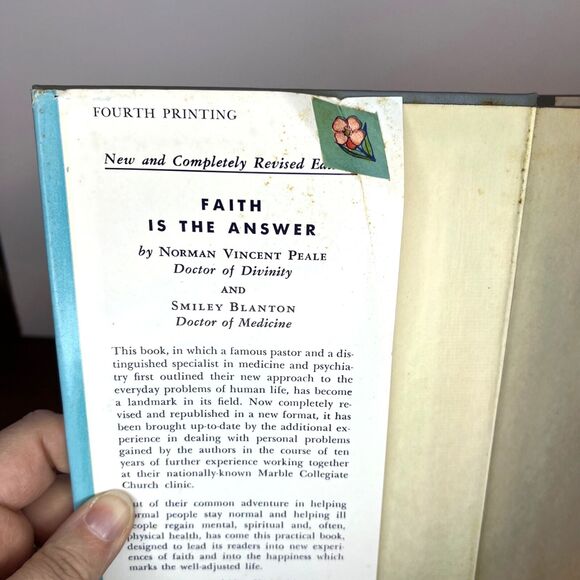 FOURTH PRINTING
New and Completely Revised
FAITH
IS THE ANSWER
by NORMAN VINCENT PEALE
Doctor of Divinity
AND
SMILEY BLANTON
Doctor of Medicine
This book, in which a famous pastor and a dis-
tinguished specialist in medicine and psychia-
try first outlined their new approach to the
everyday problems of human life, has become
a landmark in its field. Now completely re-
vised and republished in a new format, it has
been brought up-to-date by the additional ex-
perience in dealing with personal problems
gained by the authors in the course of ten
years of further experience working together
at their nationally-known Marble Collegiate
Church clinic.
of their common adventure in helping
normal people stay normal and helping ill
people regain mental, spiritual and, often,
physical health, has come this practical book,
designed to lead its readers into new experi-
ences of faith and into the happiness which
marks the well-adjusted life.